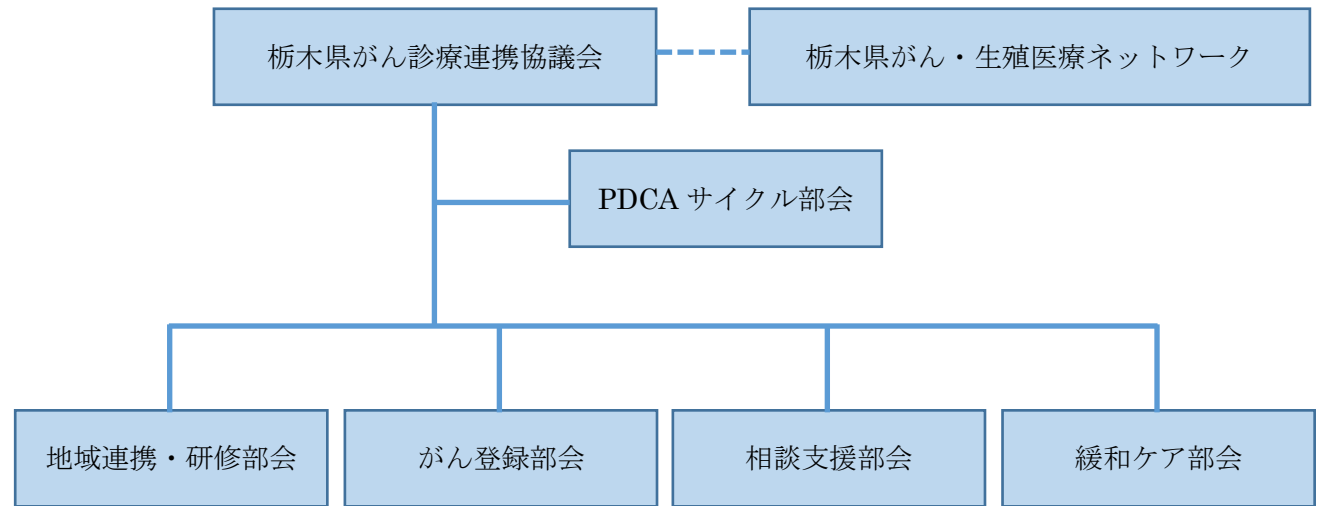 栃木県がん診療連携協議会
栃木県がん・生殖医療ネットワーク
PDCA サイクル部会
地域連携・研修部会
がん登録部会
相談支援部会
緩和ケア部会